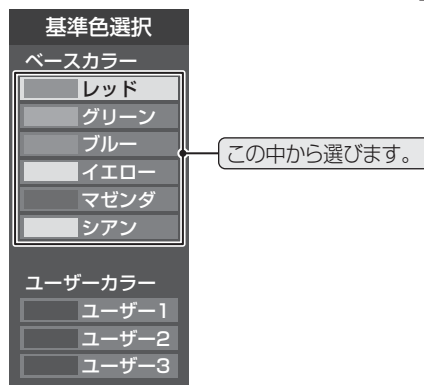 基準色選択
ベースカラー
レッド
グリーン
ブルー
イエロー
マゼンダ
シアン
この中から選びます。
ユーザーカラー
ユーザー1
ユーザー2
ユーザー3